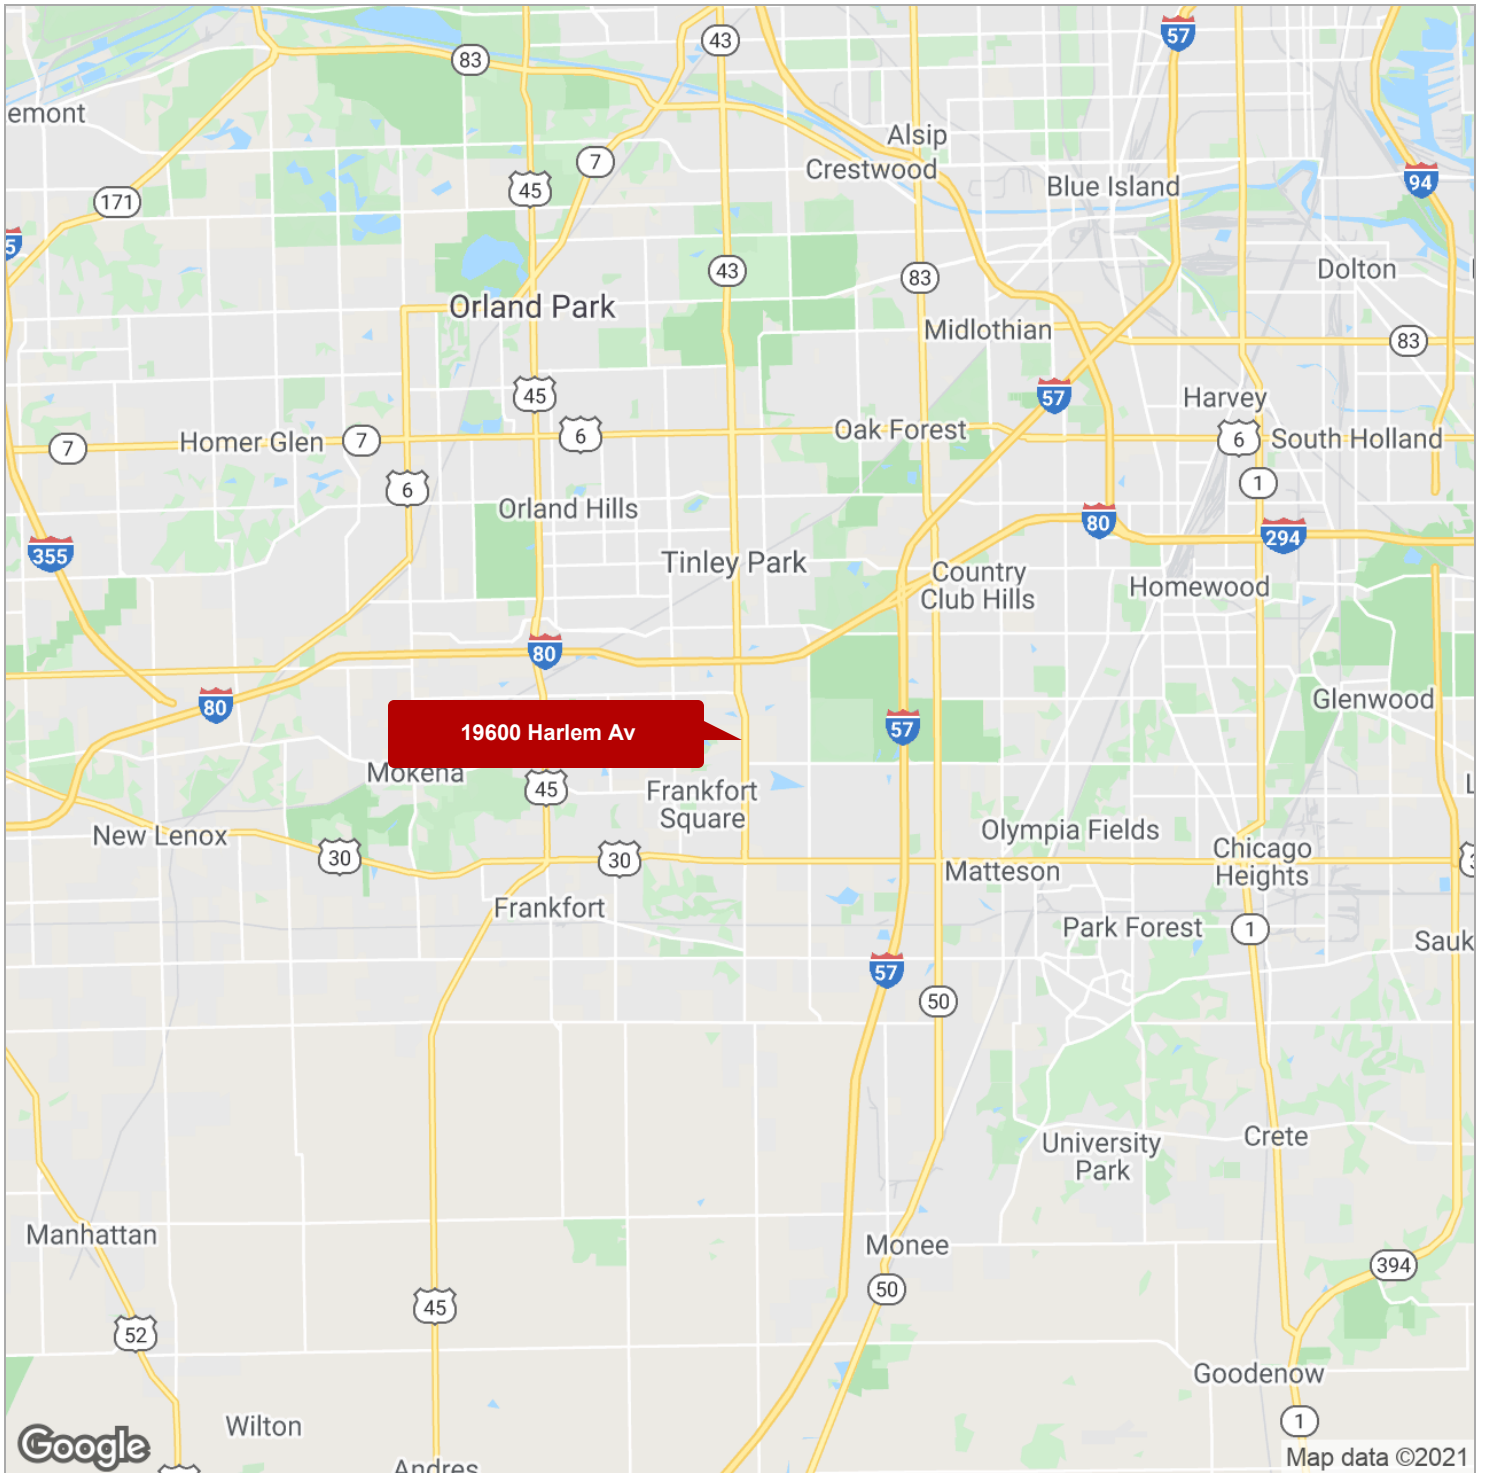 43
57
83
emont
Alsip
Crestwood
7
45
Blue Island
94
171
5
43
83
Dolton
Orland Park
Midlothian
83
45
57
Harvey
Homer Glen
7
7
6
Oak Forest
6
South Holland
6
1
Orland Hills
80
294
355
Tinley Park
Country
Club Hills
Homewood
80
80
Glenwood
57
19600 Harlem Av
Mokena
45
Frankfort
Square
New Lenox
30
30
Olympia Fields
Chicago
Heights
Matteson
Frankfort
Park Forest
1
Sauk
57
50
University
Park
Crete
Manhattan
Monee
394
50
45
52
Goodenow
1
Wilton
Google
Andres
Map data ©2021